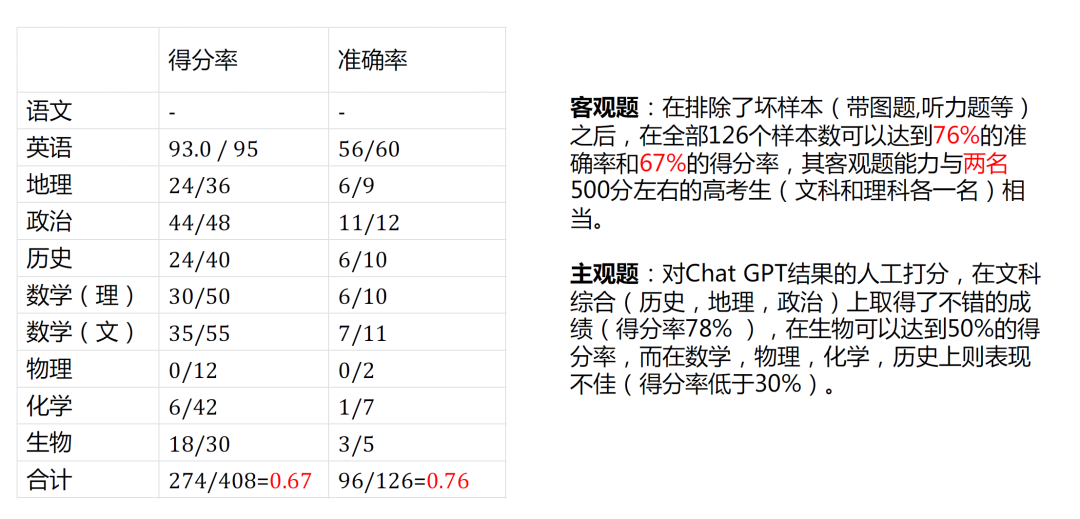 得分率 准确率
语文 - -
英语 93.0 / 95 56/60
地理 24/36 6/9
政治 44/48 11/12
历史 24/40 6/10
数学（理） 30/50 6/10
数学（文） 35/55 7/11
物理 0/12 0/2
化学 6/42 1/7
生物 18/30 3/5
合计 274/408=0.67 96/126=0.76
客观题：在排除了坏样本（带图题,听力题等）
之后，在全部126个样本数可以达到76%的准
确率和67%的得分率，其客观题能力与两名
500分左右的高考生（文科和理科各一名）相
当。
主观题：对Chat GPT结果的人工打分，在文科
综合（历史，地理，政治）上取得了不错的成
绩（得分率78% ），在生物可以达到50%的得
分率，而在数学，物理，化学，历史上则表现
不佳（得分率低于30%）。